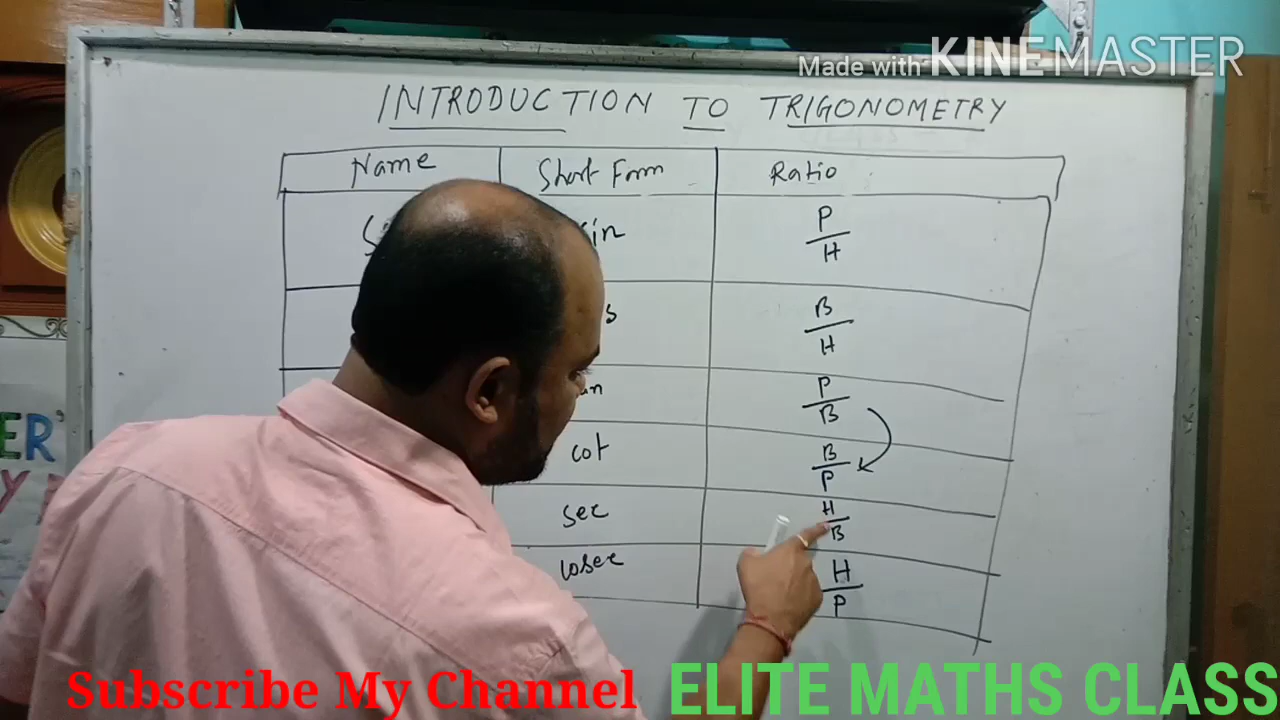 Made with KINEMASTER
INTRODUCTION TO TRIGONOMETRY
Name Short Form Ratio
P
H
B
H
P
B
cot
B
P
sec
H
B
cosec
H
P
Subscribe My Channel
ELITE MATHS CLASS